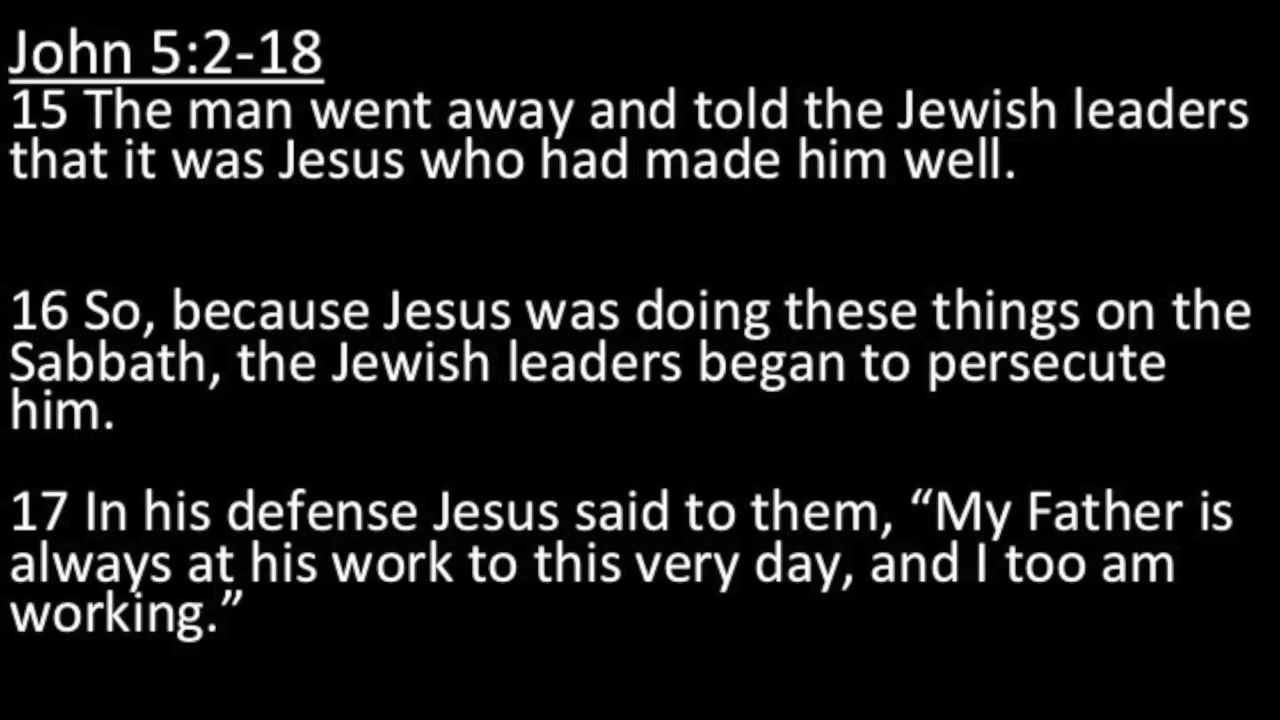 John 5:2-18
15 The man went away and told the Jewish leaders
that it was Jesus who had made him well.
16 So, because Jesus was doing these things on the
Sabbath, the Jewish leaders began to persecute
him.
17 In his defense Jesus said to them, “My Father is
always at his work to this very day, and I too am
working.”